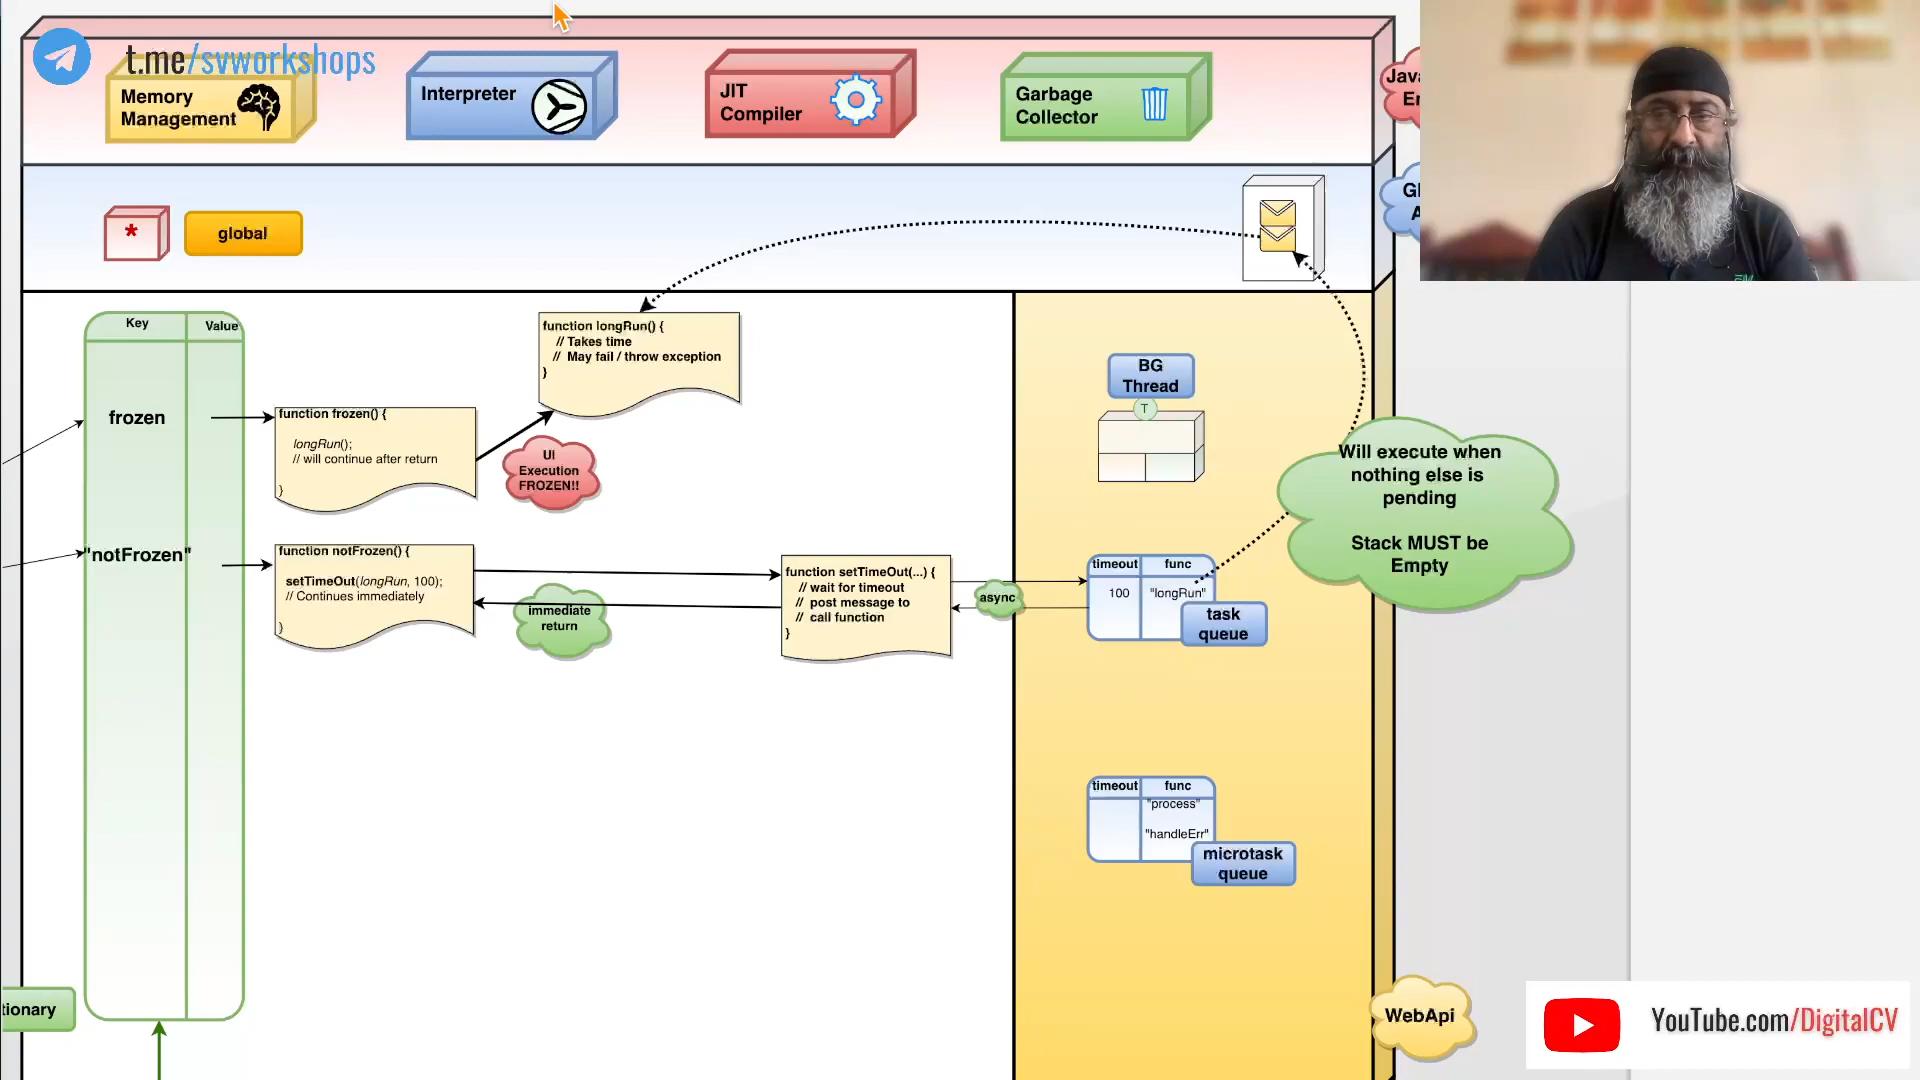 t.me/svworkshops
Memory
Management
Interpreter
JIT
Compiler
Garbage
Collector
Java
*
global
Key
Value
function longRun() {
// Takes time
// May fail / throw exception
}
BG
Thread
T
frozen
function frozen() {
longRun();
// will continue after return
}
UI
Execution
FROZEN!!
Will execute when
nothing else is
pending
Stack MUST be
Empty
"notFrozen"
function notFrozen() {
setTimeOut(longRun, 100);
// Continues immediately
}
immediate
return
function setTimeOut(...) {
// wait for timeout
// post message to
// call function
}
async
timeout
func
100
"longRun"
task
queue
timeout
func
"process"
"handleErr"
microtask
queue
tionary
WebApi
YouTube.com/DigitalCV